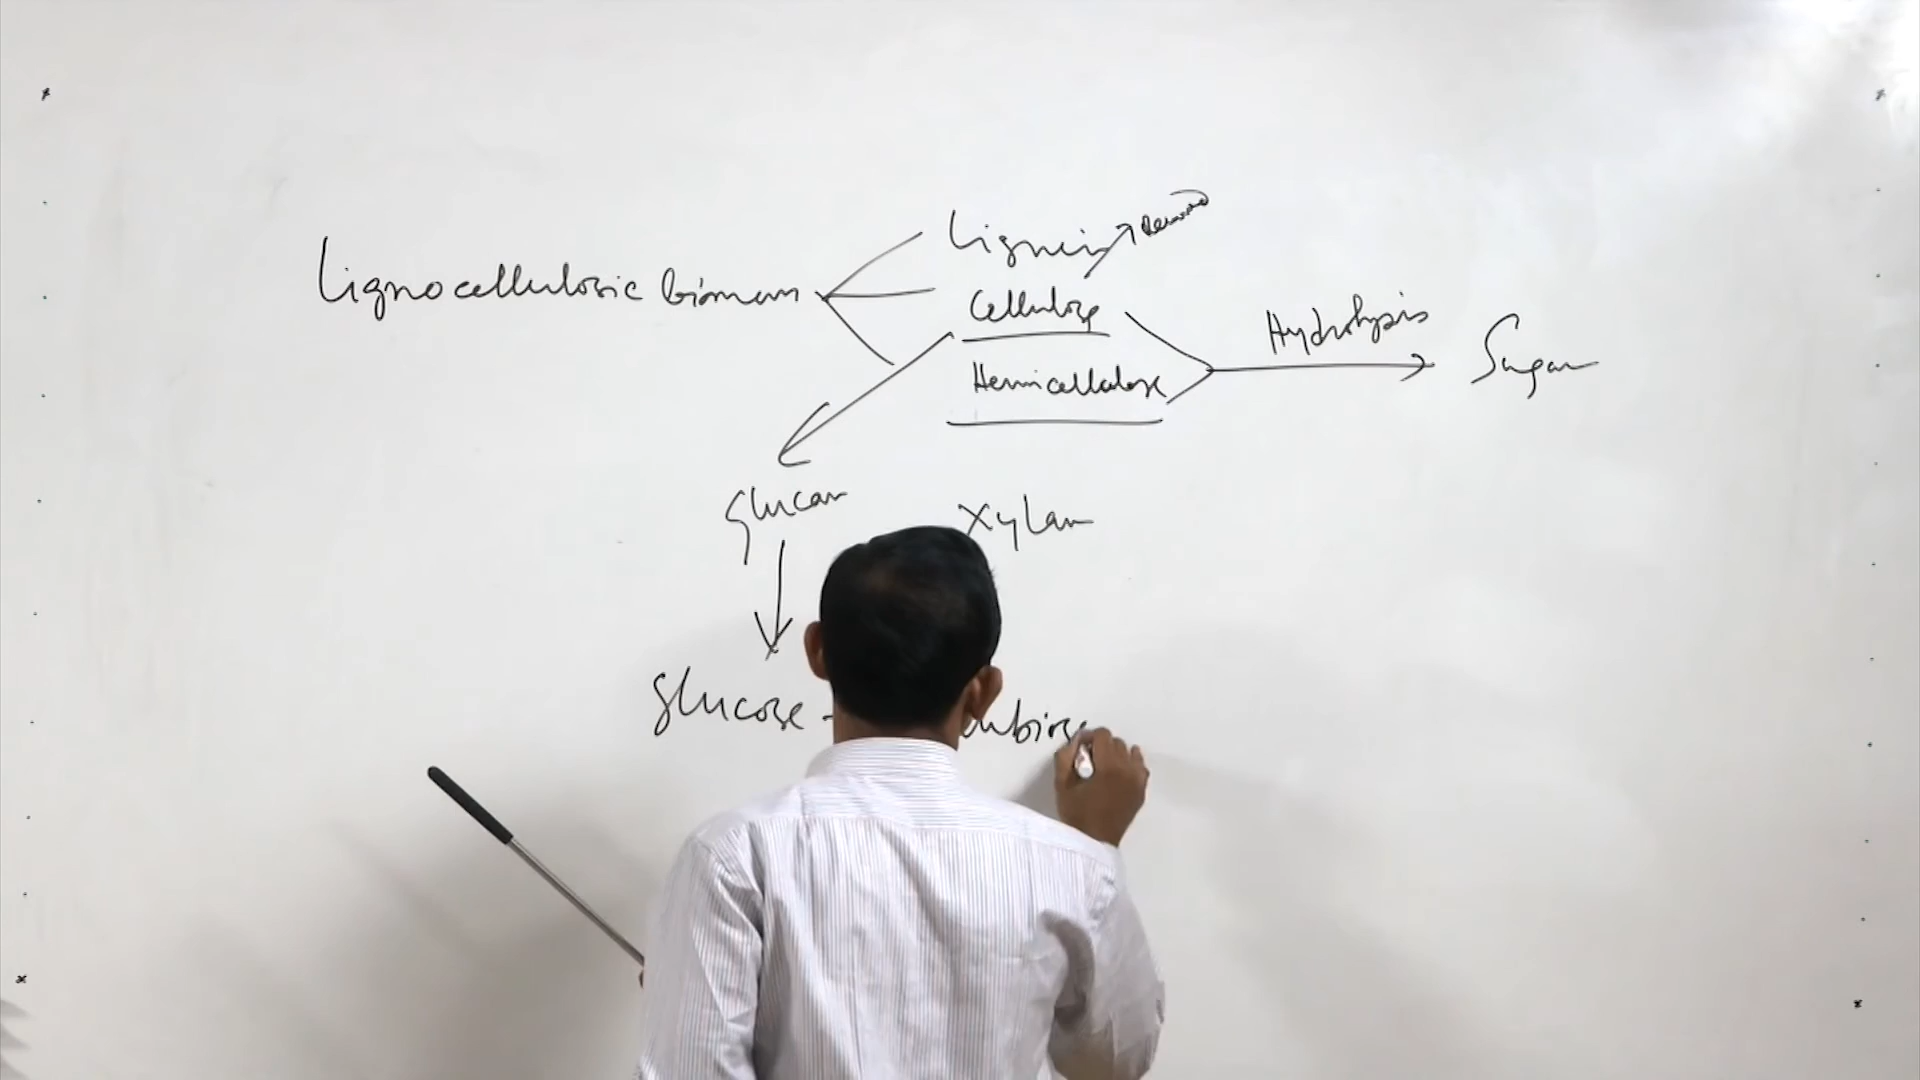 Lignin
Lignocellulosic biomass
Cellulose
Hydrolysis
Sugar
Hemicellulose
Glucan
Xylan
Glucose